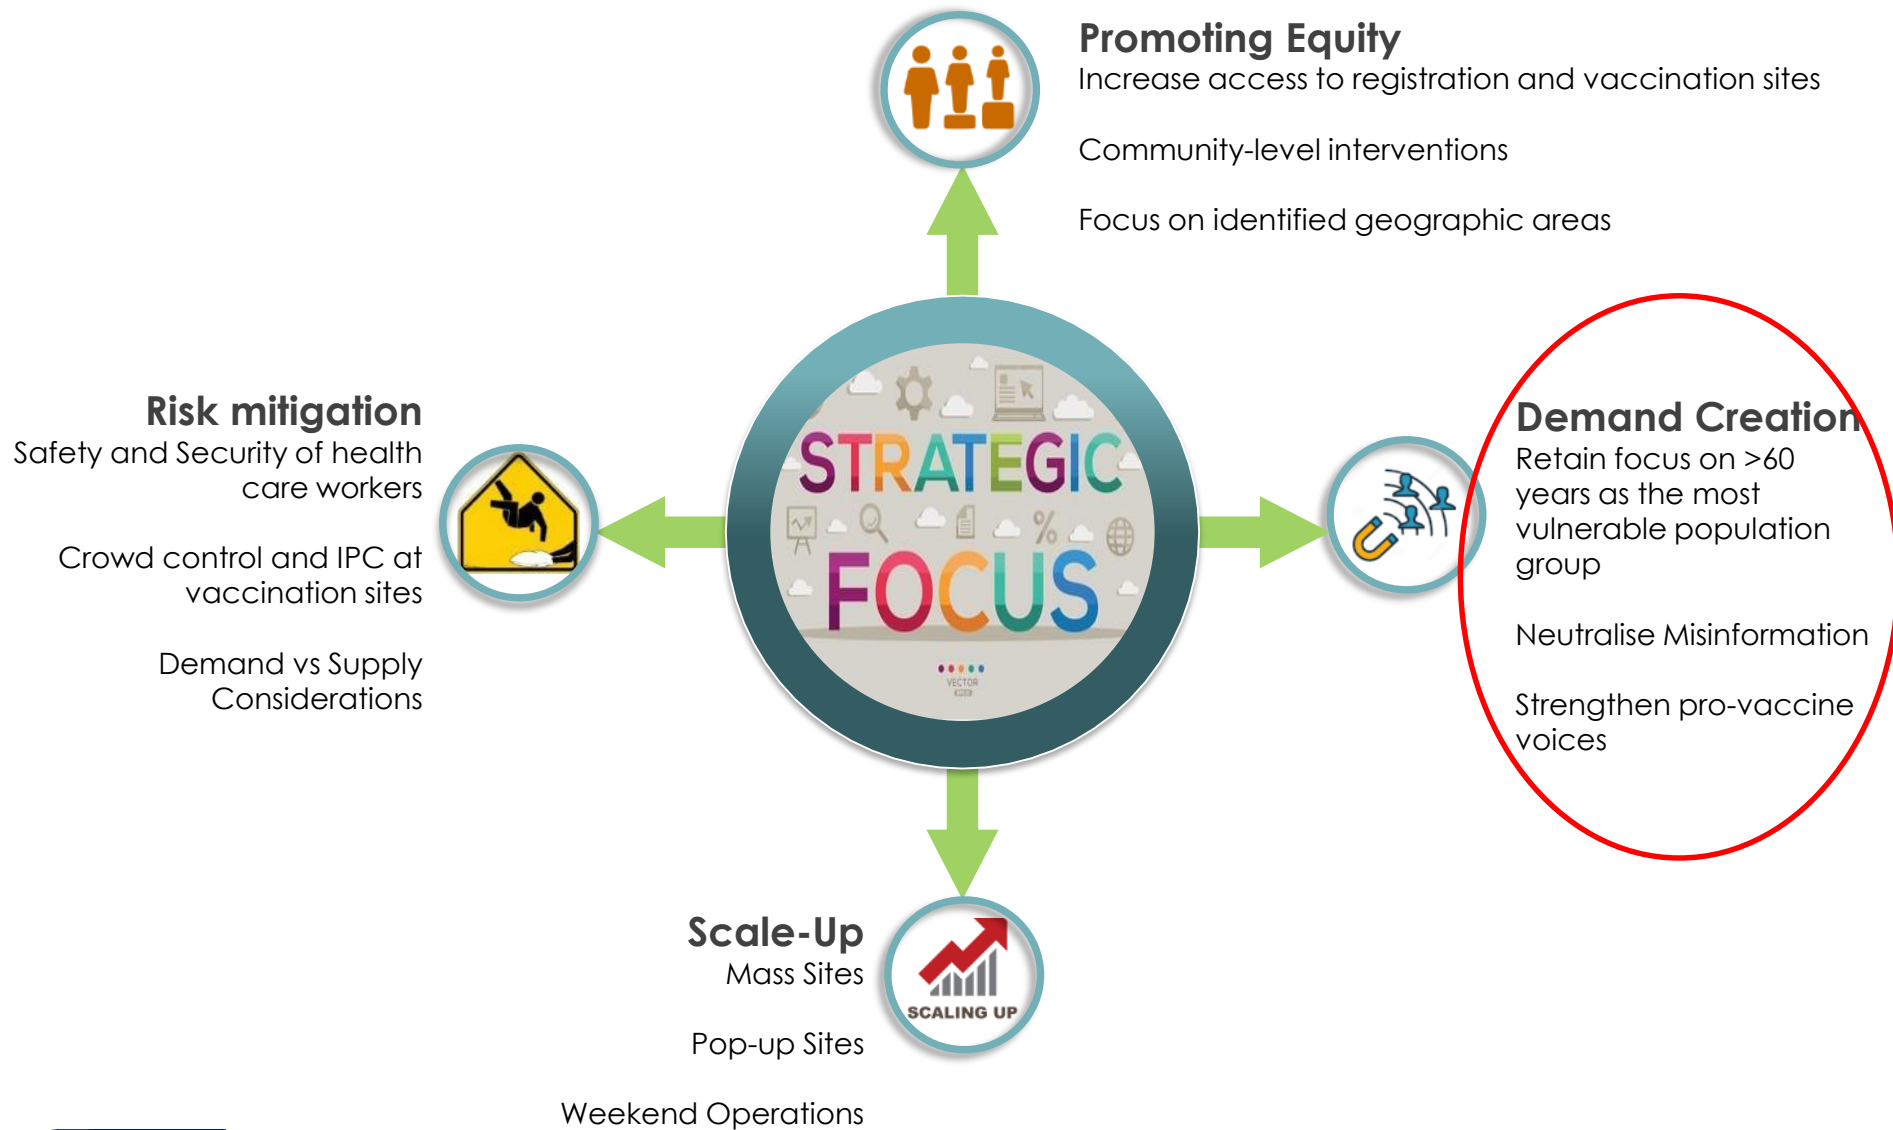 Promoting Equity
Increase access to registration and vaccination sites
Community-level interventions
Focus on identified geographic areas
Risk mitigation
Safety and Security of health
care workers
Crowd control and IPC at
vaccination sites
Demand vs Supply
Considerations
STRATEGIC
FOCUS
VECTOR
Demand Creation
Retain focus on >60
years as the most
vulnerable population
group
Neutralise Misinformation
Strengthen pro-vaccine
voices
Scale-Up
Mass Sites
Pop-up Sites
Weekend Operations
SCALING UP